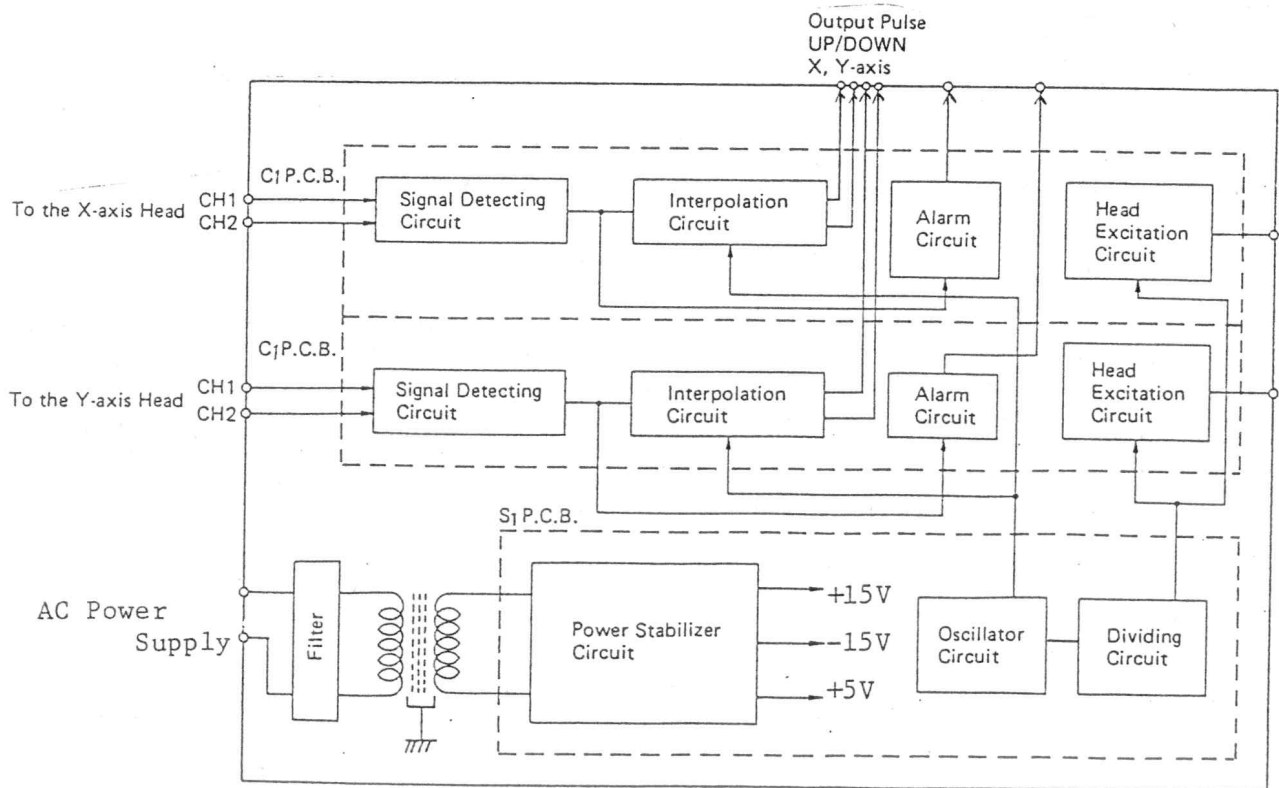 Output Pulse
UP/DOWN
X, Y-axis
C1 P.C.B.
To the X-axis Head
CH1
CH2
Signal Detecting
Circuit
Interpolation
Circuit
Alarm
Circuit
Head
Excitation
Circuit
C1 P.C.B.
To the Y-axis Head
CH1
CH2
Signal Detecting
Circuit
Interpolation
Circuit
Alarm
Circuit
Head
Excitation
Circuit
S1 P.C.B.
AC Power
Supply
Filter
Power Stabilizer
Circuit
+15V
-15V
+5V
Oscillator
Circuit
Dividing
Circuit